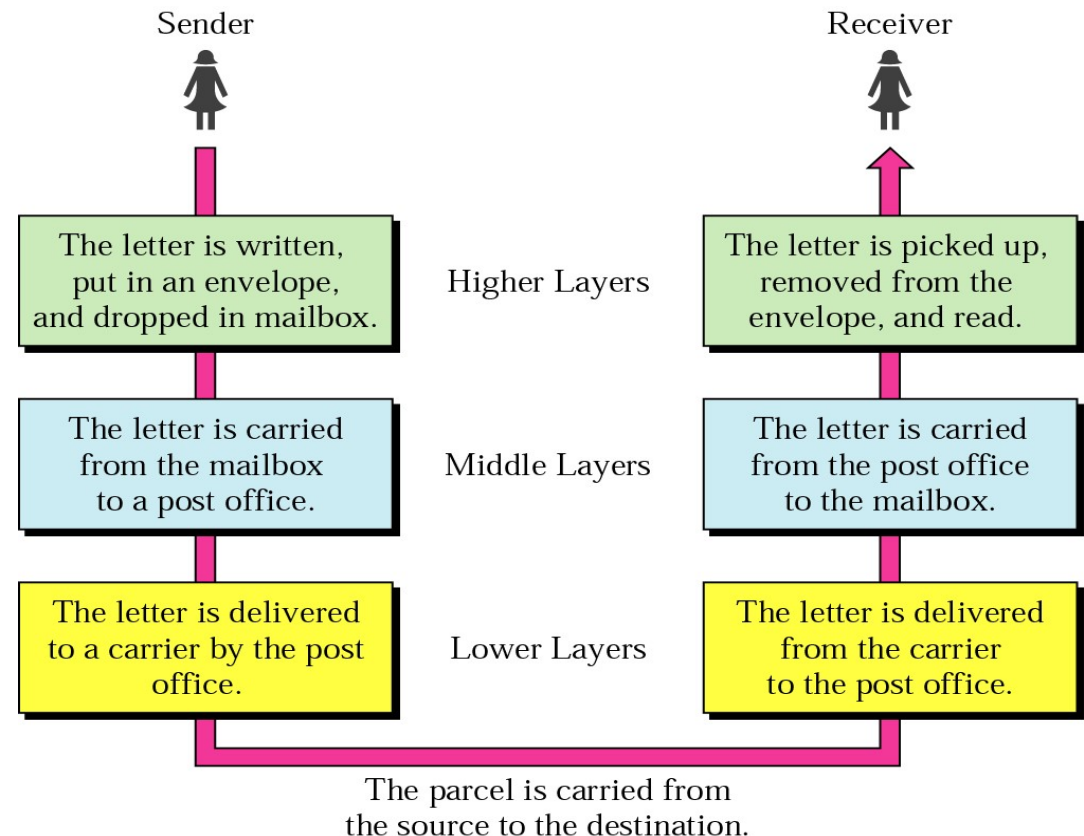 Sender
Receiver
The letter is written,
put in an envelope,
and dropped in mailbox.
Higher Layers
The letter is picked up,
removed from the
envelope, and read.
The letter is carried
from the mailbox
to a post office.
Middle Layers
The letter is carried
from the post office
to the mailbox.
The letter is delivered
to a carrier by the post
office.
Lower Layers
The letter is delivered
from the carrier
to the post office.
The parcel is carried from
the source to the destination.